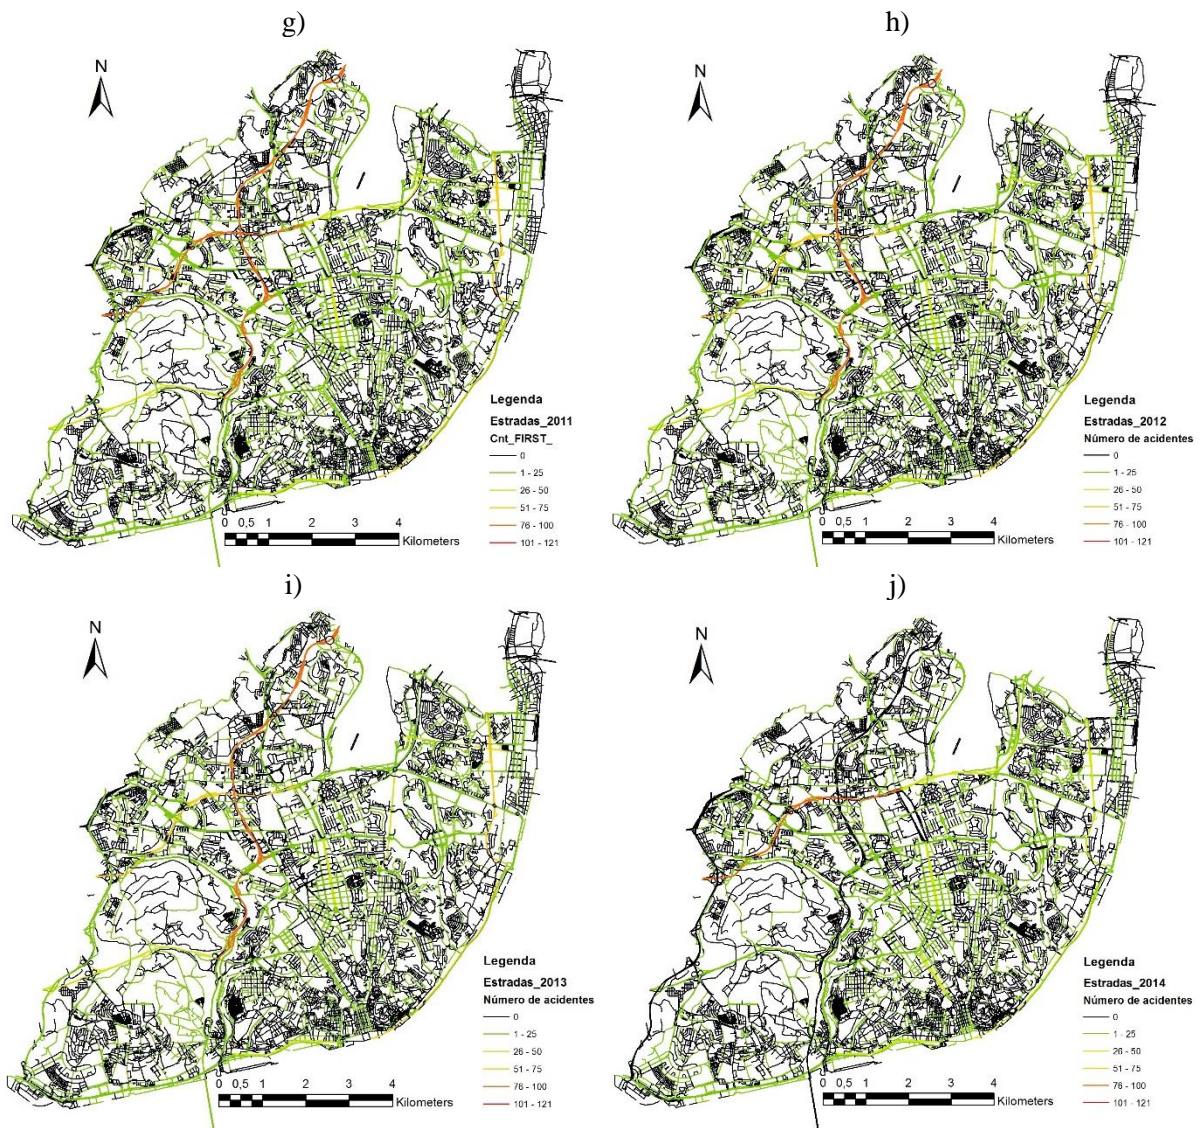 g)
N
Legenda
Estradas_2011
Cnt_FIRST_
0
1 - 25
26 - 50
51 - 75
76 - 100
101 - 121
0 0,5 1 2 3 4
Kilometers
h)
N
Legenda
Estradas_2012
Número de acidentes
0
1 - 25
26 - 50
51 - 75
76 - 100
101 - 121
0 0,5 1 2 3 4
Kilometers
i)
N
Legenda
Estradas_2013
Número de acidentes
0
1 - 25
26 - 50
51 - 75
76 - 100
101 - 121
0 0,5 1 2 3 4
Kilometers
j)
N
Legenda
Estradas_2014
Número de acidentes
0
1 - 25
26 - 50
51 - 75
76 - 100
101 - 121
0 0,5 1 2 3 4
Kilometers